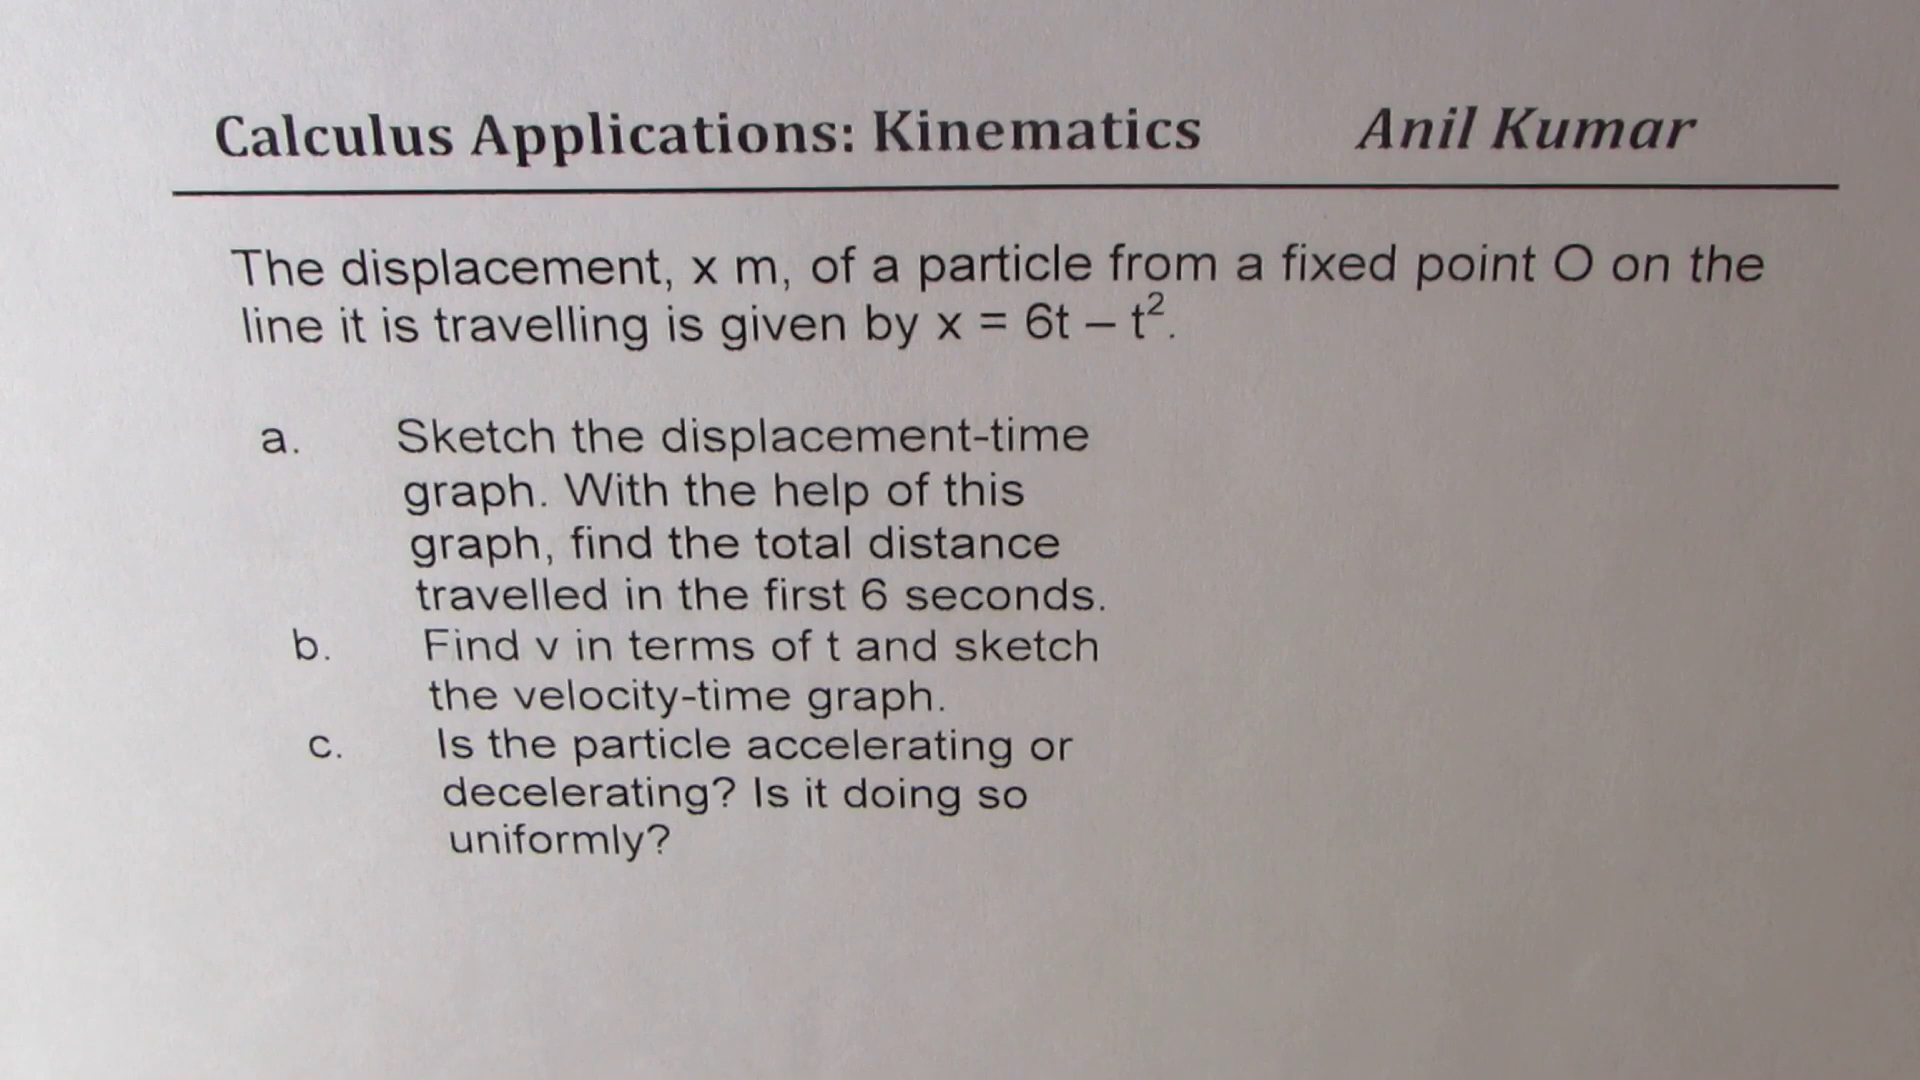 Calculus Applications: Kinematics Anil Kumar
The displacement, x m, of a particle from a fixed point O on the
line it is travelling is given by x = 6t – t².
a. Sketch the displacement-time
graph. With the help of this
graph, find the total distance
travelled in the first 6 seconds.
b. Find v in terms of t and sketch
the velocity-time graph.
c. Is the particle accelerating or
decelerating? Is it doing so
uniformly?